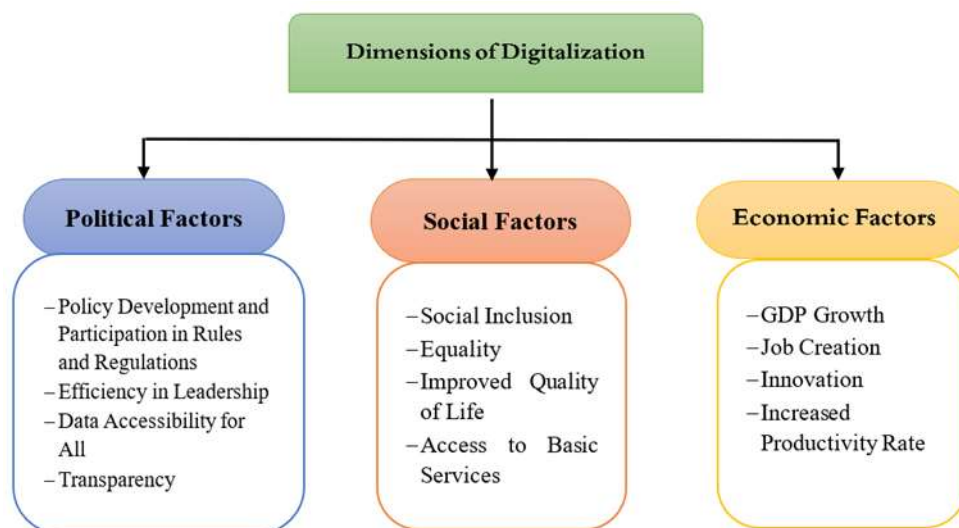 Dimensions of Digitalization
Political Factors
–Policy Development and
Participation in Rules
and Regulations
–Efficiency in Leadership
–Data Accessibility for
All
–Transparency
Social Factors
–Social Inclusion
–Equality
–Improved Quality
of Life
–Access to Basic
Services
Economic Factors
–GDP Growth
–Job Creation
–Innovation
–Increased
Productivity Rate